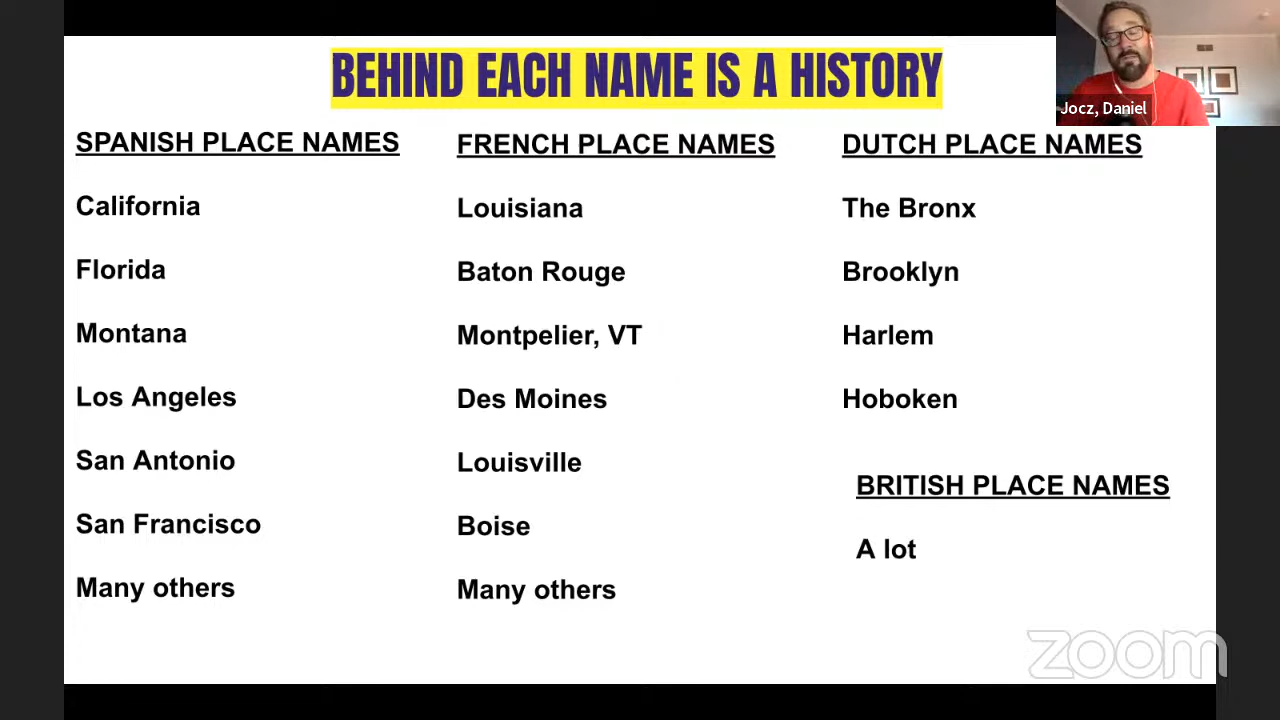 BEHIND EACH NAME IS A HISTORY
Jocz, Daniel
SPANISH PLACE NAMES
California
Florida
Montana
Los Angeles
San Antonio
San Francisco
Many others
FRENCH PLACE NAMES
Louisiana
Baton Rouge
Montpelier, VT
Des Moines
Louisville
Boise
Many others
DUTCH PLACE NAMES
The Bronx
Brooklyn
Harlem
Hoboken
BRITISH PLACE NAMES
A lot
zoom